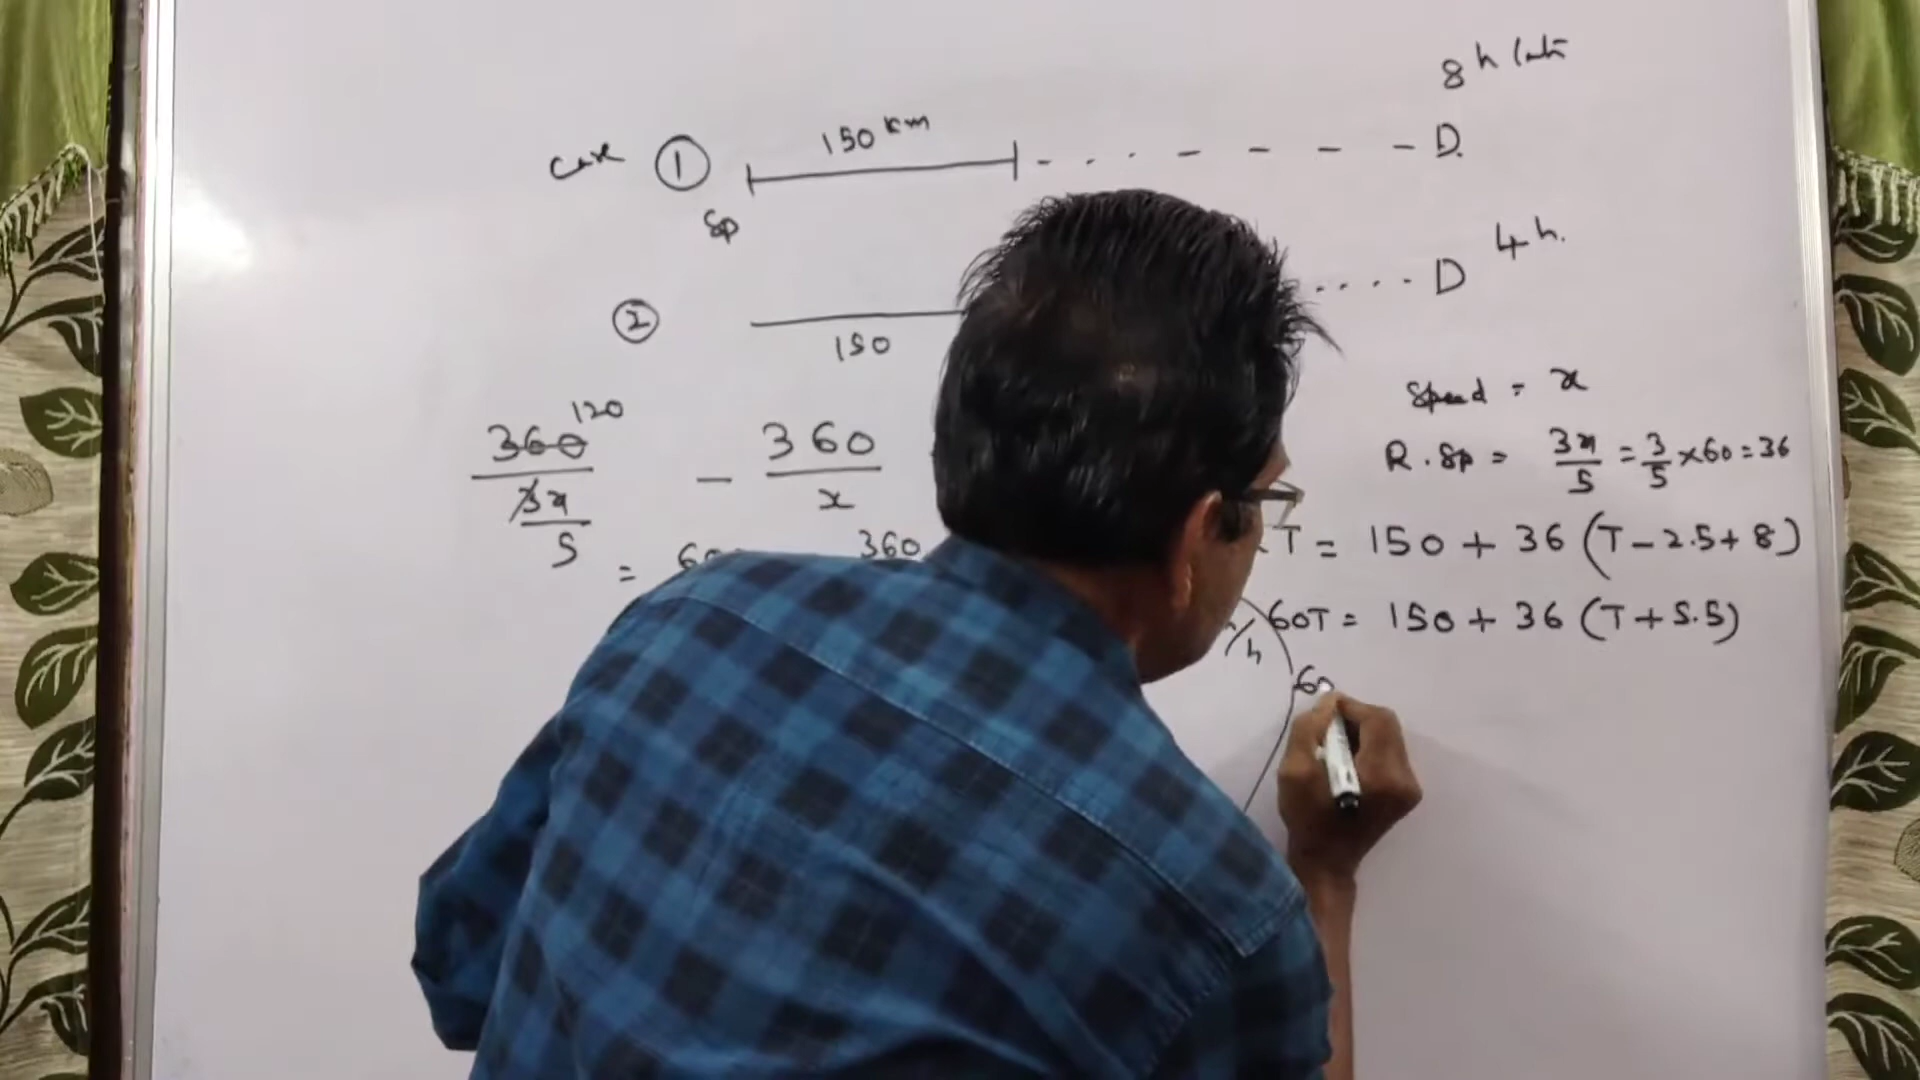 8 h late
150 km
Case ① D.
Sp
4 h.
② D
150
Speed = x
360 120 - 360
3x/5 x
R.Sp = 3x/5 = 3/5 × 60 = 36
T = 150 + 36 (T - 2.5 + 8)
= 360
/h 60T = 150 + 36 (T + 5.5)
60